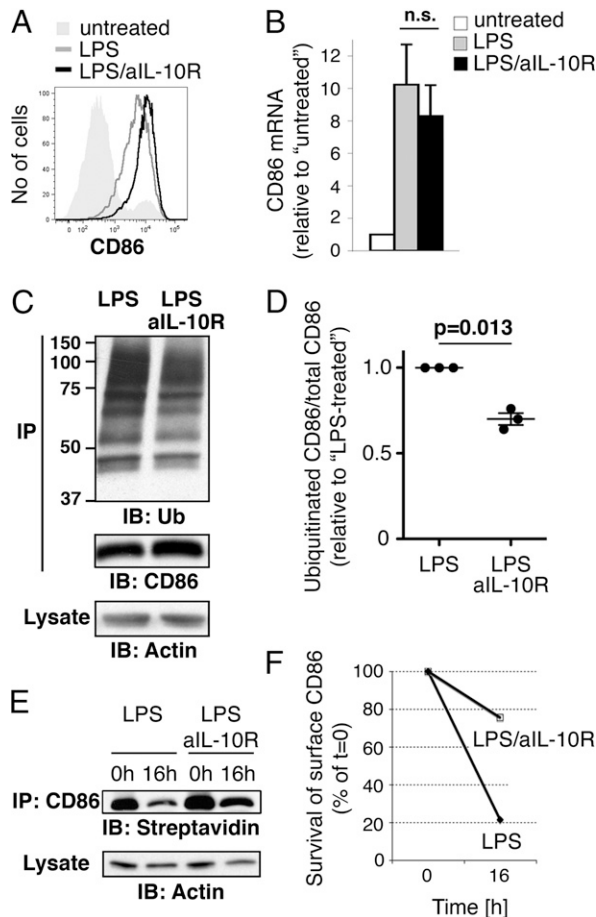 A
untreated
LPS
LPS/aIL-10R
No of cells
100
80
60
40
20
0
0 10² 10³ 10⁴ 10⁵
CD86
B
n.s.
untreated
LPS
LPS/aIL-10R
CD86 mRNA
(relative to “untreated”)
12
10
8
6
4
2
0
C
LPS LPS
aIL-10R
150
100
75
50
37
IP
IB: Ub
IB: CD86
Lysate
IB: Actin
D
p=0.013
Ubiquitinated CD86/total CD86
(relative to “LPS-treated”)
1.0
0.5
0
LPS LPS
aIL-10R
E
LPS LPS
aIL-10R
0h 16h 0h 16h
IP: CD86
IB: Streptavidin
Lysate
IB: Actin
F
Survival of surface CD86
(% of t=0)
100
80
60
40
20
0
LPS/aIL-10R
LPS
0 16
Time [h]